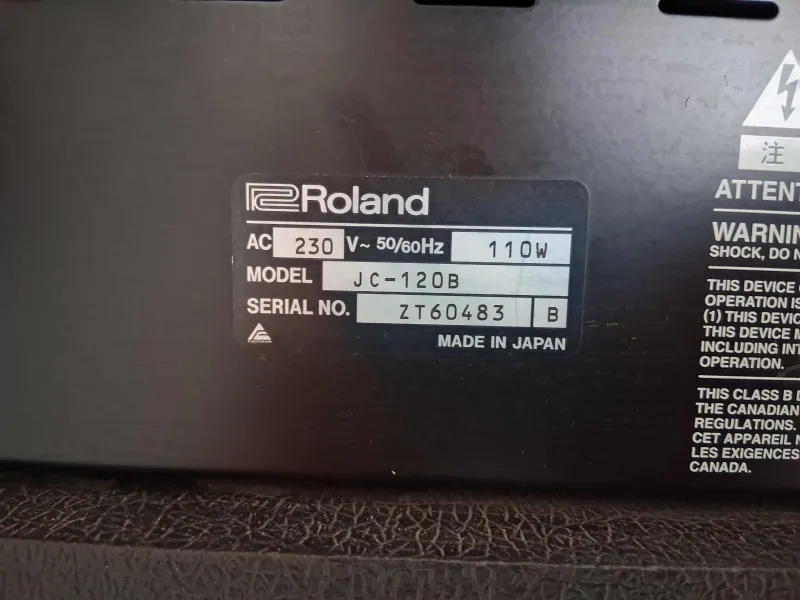 Roland
AC 230 V~ 50/60Hz 110W
MODEL JC-120B
SERIAL NO. ZT60483 B
MADE IN JAPAN
注
WARNING
SHOCK, DO N
THIS DEVICE
OPERATION IS
(1) THIS DEVIC
THIS DEVICE M
INCLUDING INT
OPERATION.
THIS CLASS B D
THE CANADIAN
REGULATIONS.
CET APPAREIL N
LES EXIGENCES
CANADA.